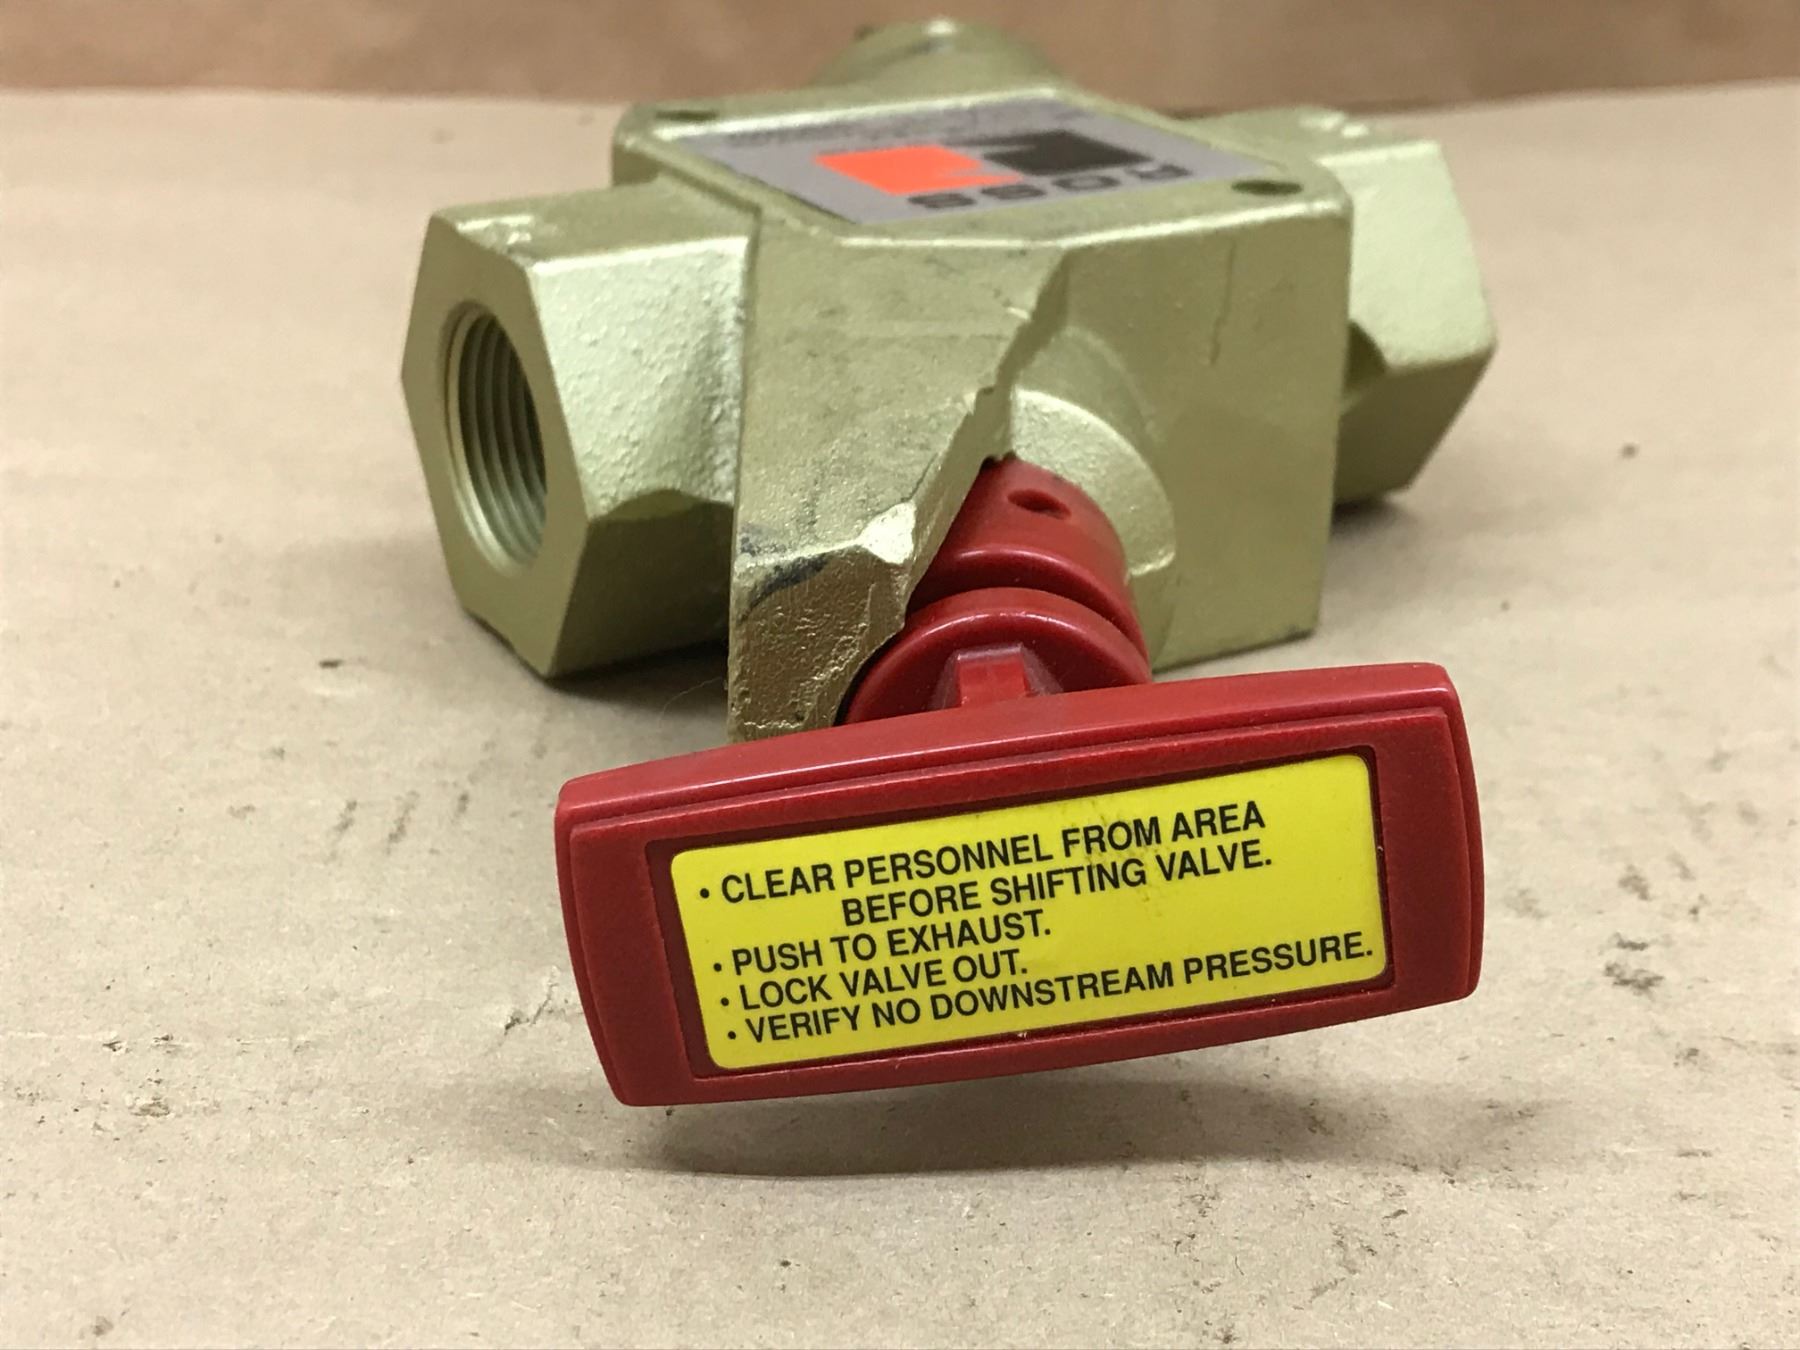 ROSS
• CLEAR PERSONNEL FROM AREA
BEFORE SHIFTING VALVE.
• PUSH TO EXHAUST.
• LOCK VALVE OUT.
• VERIFY NO DOWNSTREAM PRESSURE.